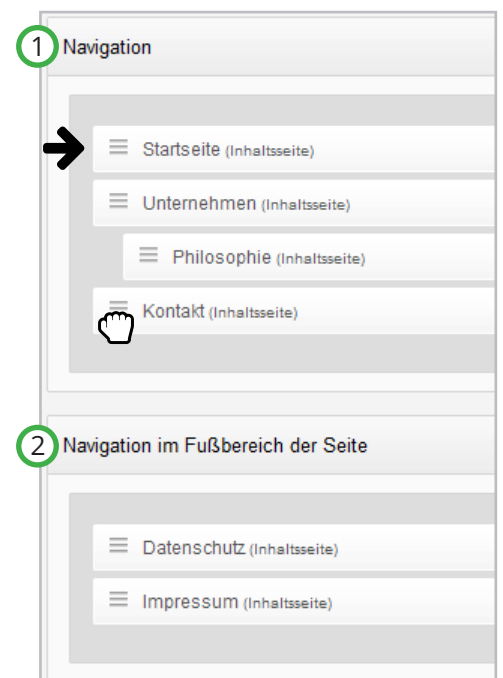 1 Navigation
Startseite (Inhaltsseite)
Unternehmen (Inhaltsseite)
Philosophie (Inhaltsseite)
Kontakt (Inhaltsseite)
2 Navigation im Fußbereich der Seite
Datenschutz (Inhaltsseite)
Impressum (Inhaltsseite)